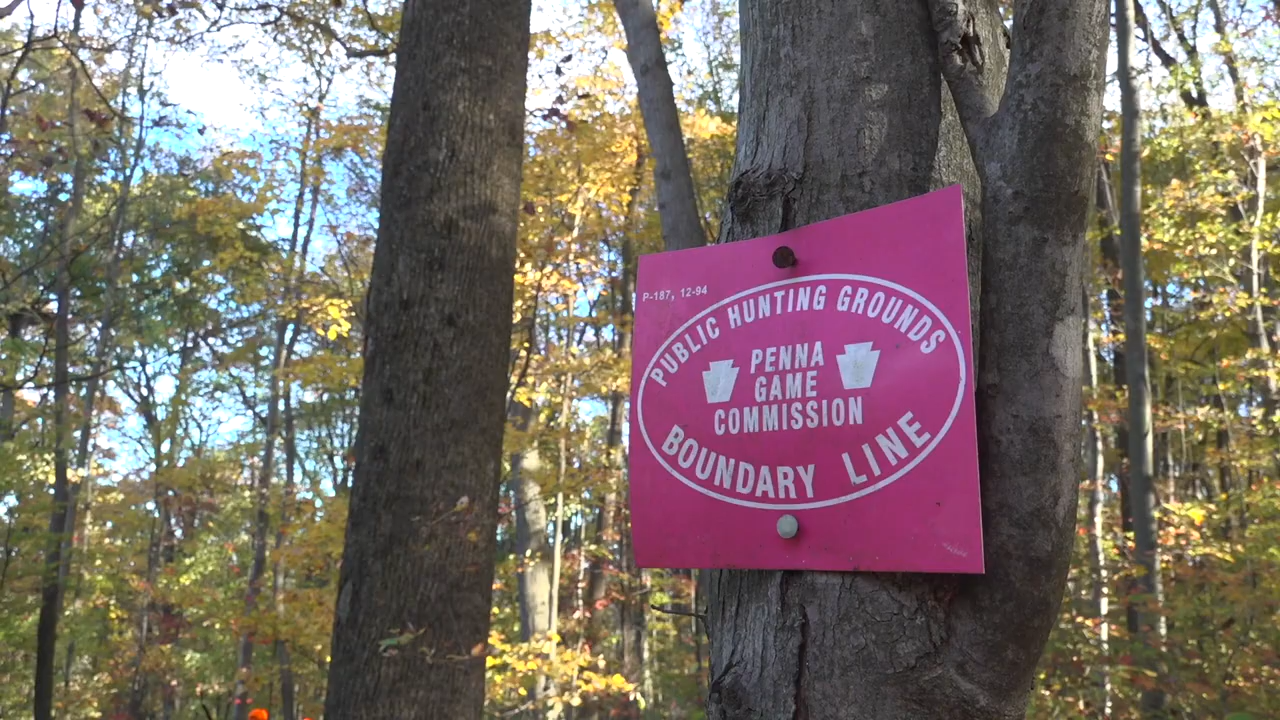 P-187, 12-94
PUBLIC HUNTING GROUNDS
PENNA
GAME
COMMISSION
BOUNDARY LINE